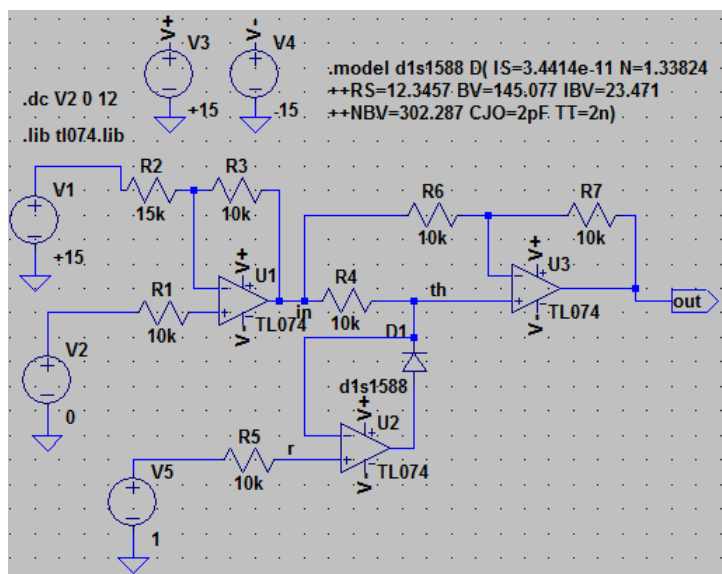 V+
V-
V3
V4
+15
-15
.model d1s1588 D( IS=3.4414e-11 N=1.33824
++RS=12.3457 BV=145.077 IBV=23.471
++NBV=302.287 CJO=2pF TT=2n)
.dc V2 0 12
.lib tl074.lib
V1
+15
R2
15k
R3
10k
R6
10k
R7
10k
V+
U1
TL074
V-
in
R4
10k
th
V+
U3
TL074
V-
out
R1
10k
V2
0
D1
d1s1588
V+
U2
TL074
V-
R5
10k
r
V5
1